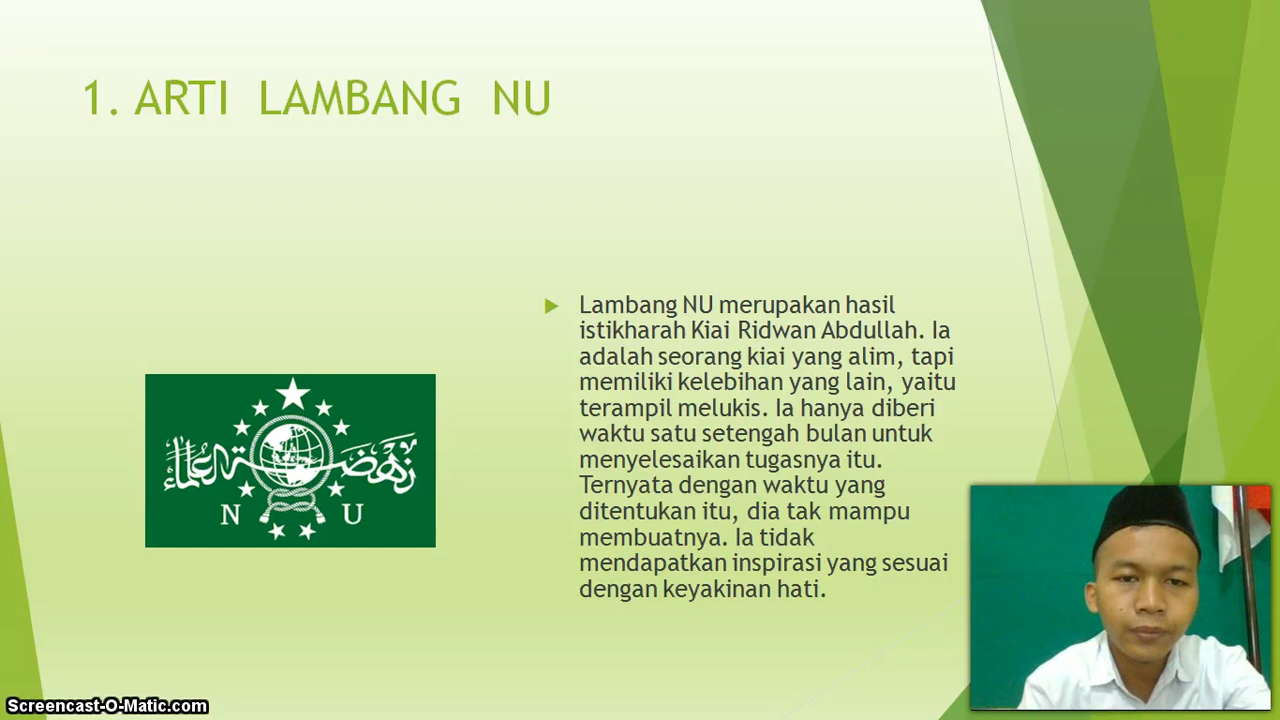 1. ARTI LAMBANG NU
Lambang NU merupakan hasil
istikharah Kiai Ridwan Abdullah. Ia
adalah seorang kiai yang alim, tapi
memiliki kelebihan yang lain, yaitu
terampil melukis. Ia hanya diberi
waktu satu setengah bulan untuk
menyelesaikan tugasnya itu.
Ternyata dengan waktu yang
ditentukan itu, dia tak mampu
membuatnya. Ia tidak
mendapatkan inspirasi yang sesuai
dengan keyakinan hati.
نهضة العلماء
N U
Screencast-O-Matic.com